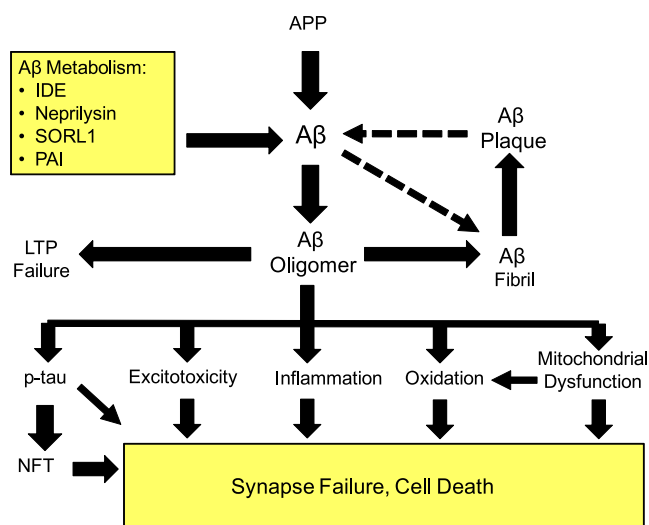 APP
Aβ Metabolism:
• IDE
• Neprilysin
• SORL1
• PAI
Aβ
Aβ
Plaque
LTP
Failure
Aβ
Oligomer
Aβ
Fibril
p-tau
Excitotoxicity
Inflammation
Oxidation
Mitochondrial
Dysfunction
NFT
Synapse Failure, Cell Death